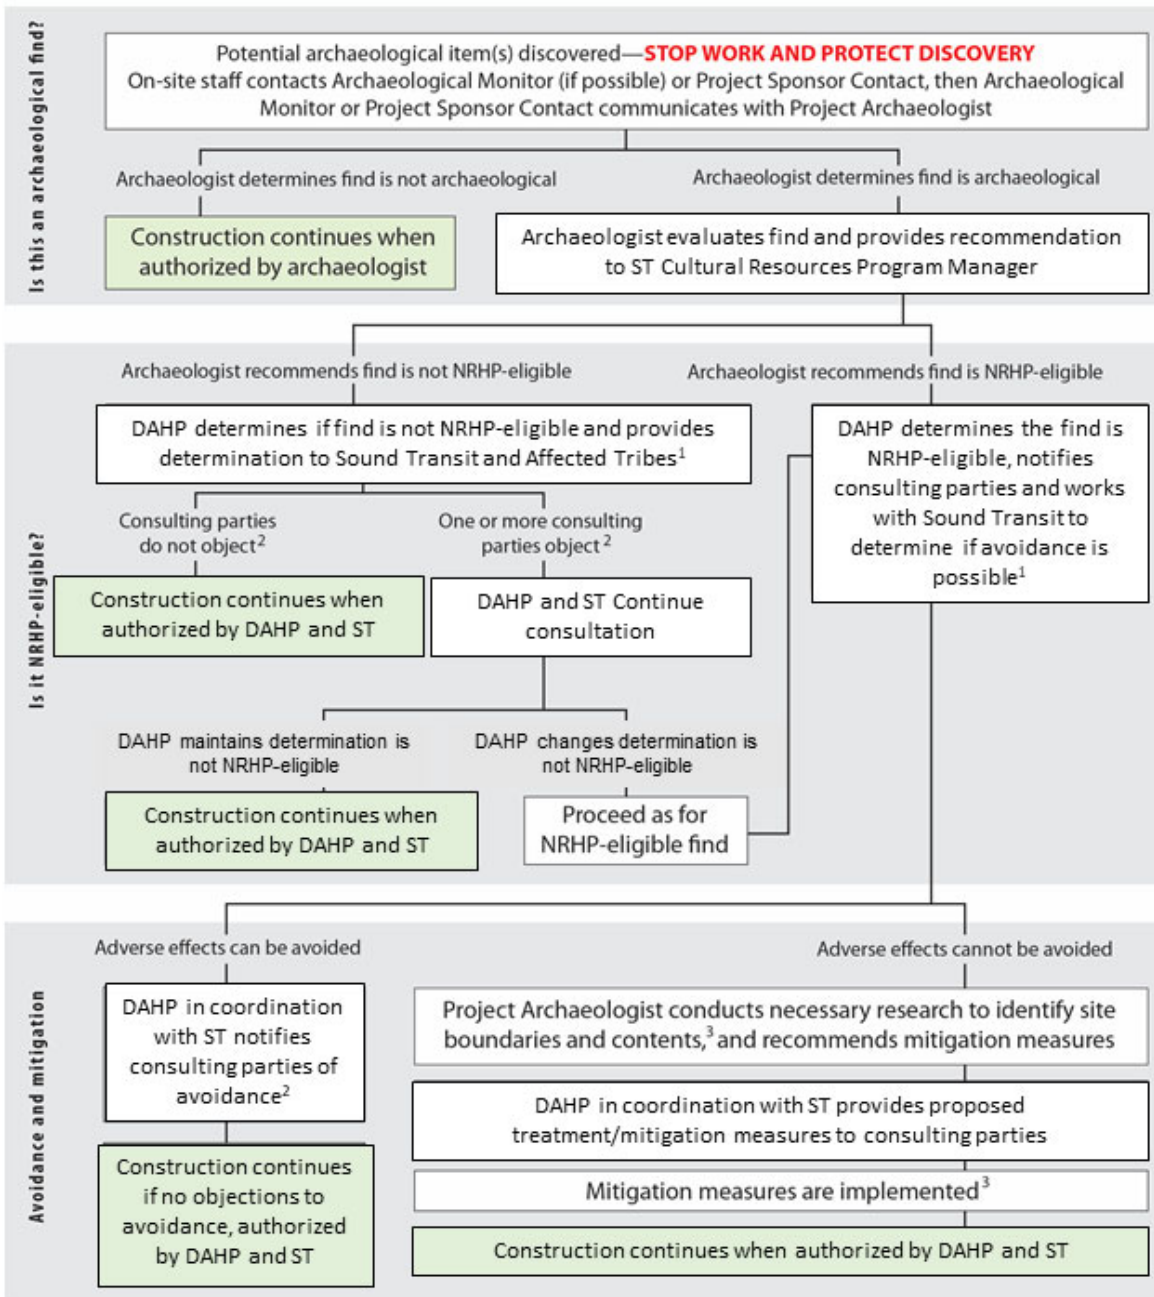 Is this an archaeological find?
Potential archaeological item(s) discovered—STOP WORK AND PROTECT DISCOVERY
On-site staff contacts Archaeological Monitor (if possible) or Project Sponsor Contact, then Archaeological
Monitor or Project Sponsor Contact communicates with Project Archaeologist
Archaeologist determines find is not archaeological
Archaeologist determines find is archaeological
Construction continues when
authorized by archaeologist
Archaeologist evaluates find and provides recommendation
to ST Cultural Resources Program Manager
Is it NRHP-eligible?
Archaeologist recommends find is not NRHP-eligible
Archaeologist recommends find is NRHP-eligible
DAHP determines if find is not NRHP-eligible and provides
determination to Sound Transit and Affected Tribes¹
DAHP determines the find is
NRHP-eligible, notifies
consulting parties and works
with Sound Transit to
determine if avoidance is
possible¹
Consulting parties
do not object²
One or more consulting
parties object²
Construction continues when
authorized by DAHP and ST
DAHP and ST Continue
consultation
DAHP maintains determination is
not NRHP-eligible
DAHP changes determination is
not NRHP-eligible
Construction continues when
authorized by DAHP and ST
Proceed as for
NRHP-eligible find
Avoidance and mitigation
Adverse effects can be avoided
Adverse effects cannot be avoided
DAHP in coordination
with ST notifies
consulting parties of
avoidance²
Construction continues
if no objections to
avoidance, authorized
by DAHP and ST
Project Archaeologist conducts necessary research to identify site
boundaries and contents,³ and recommends mitigation measures
DAHP in coordination with ST provides proposed
treatment/mitigation measures to consulting parties
Mitigation measures are implemented³
Construction continues when authorized by DAHP and ST